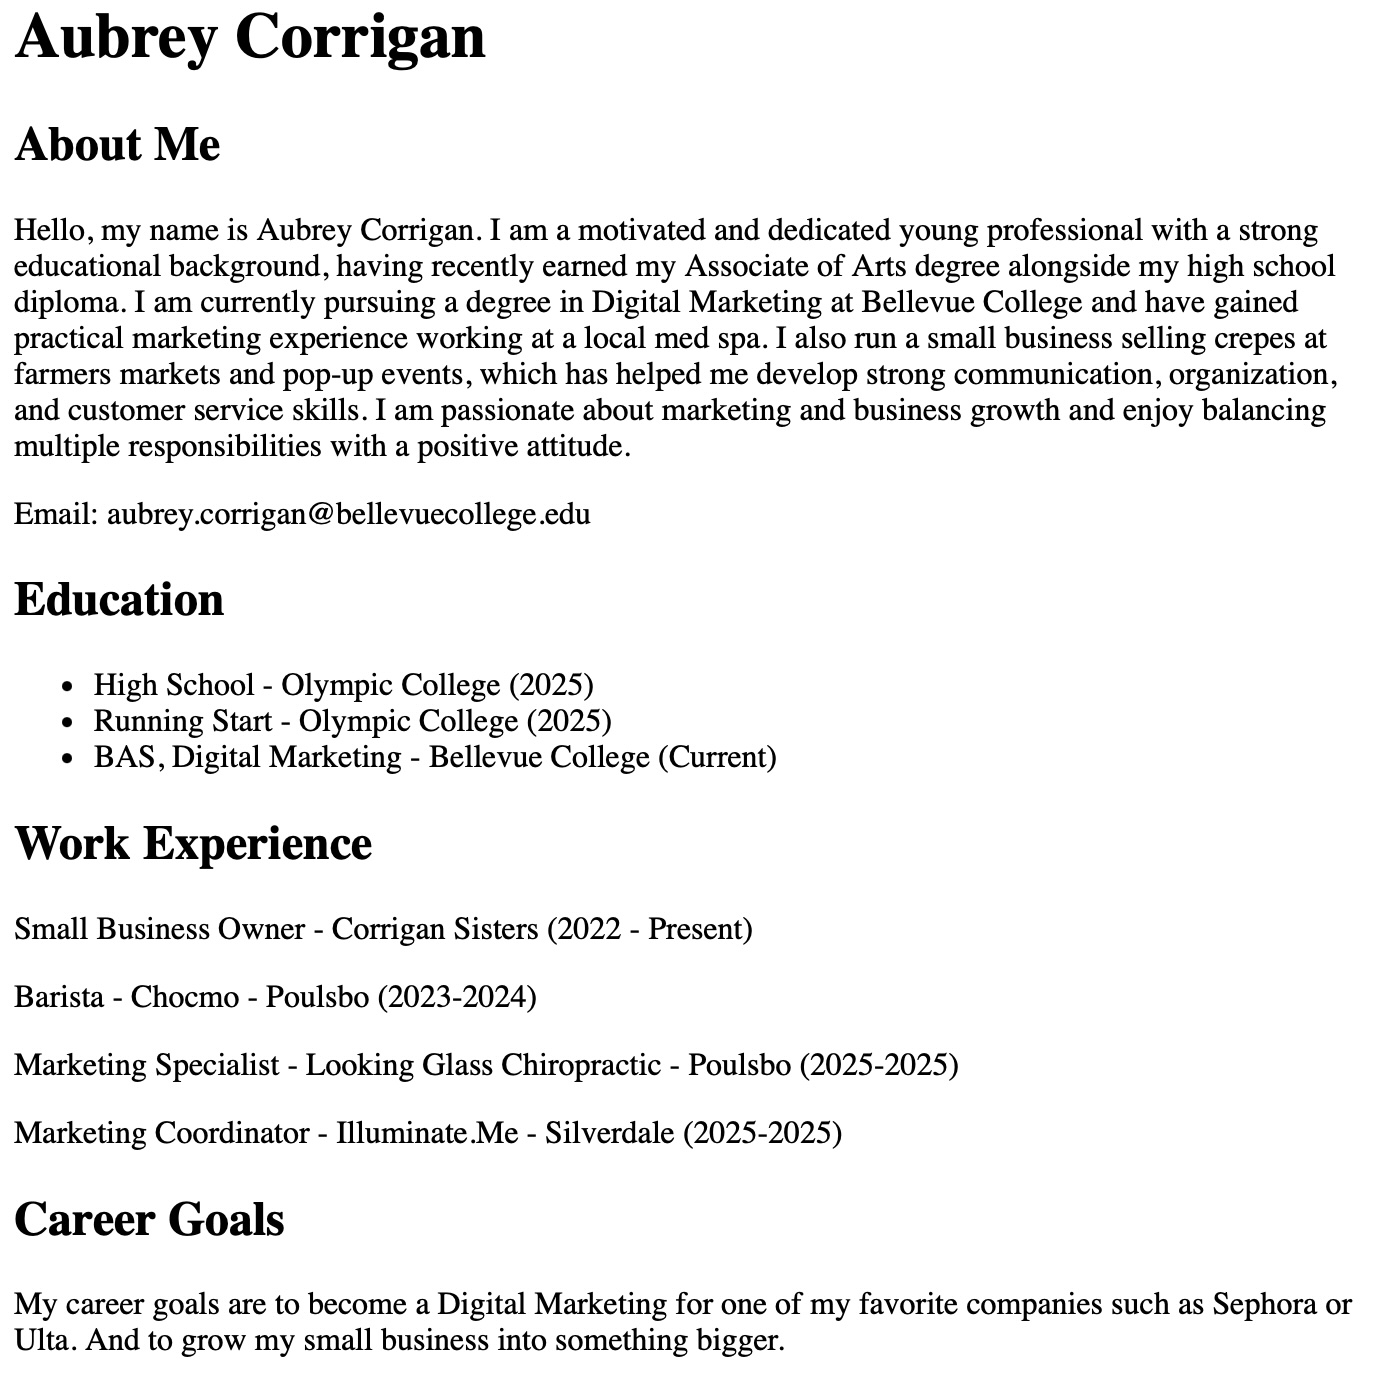 Aubrey Corrigan
About Me
Hello, my name is Aubrey Corrigan. I am a motivated and dedicated young professional with a strong
educational background, having recently earned my Associate of Arts degree alongside my high school
diploma. I am currently pursuing a degree in Digital Marketing at Bellevue College and have gained
practical marketing experience working at a local med spa. I also run a small business selling crepes at
farmers markets and pop-up events, which has helped me develop strong communication, organization,
and customer service skills. I am passionate about marketing and business growth and enjoy balancing
multiple responsibilities with a positive attitude.
Email: aubrey.corrigan@bellevuecollege.edu
Education
• High School - Olympic College (2025)
• Running Start - Olympic College (2025)
• BAS, Digital Marketing - Bellevue College (Current)
Work Experience
Small Business Owner - Corrigan Sisters (2022 - Present)
Barista - Chocmo - Poulsbo (2023-2024)
Marketing Specialist - Looking Glass Chiropractic - Poulsbo (2025-2025)
Marketing Coordinator - Illuminate.Me - Silverdale (2025-2025)
Career Goals
My career goals are to become a Digital Marketing for one of my favorite companies such as Sephora or
Ulta. And to grow my small business into something bigger.